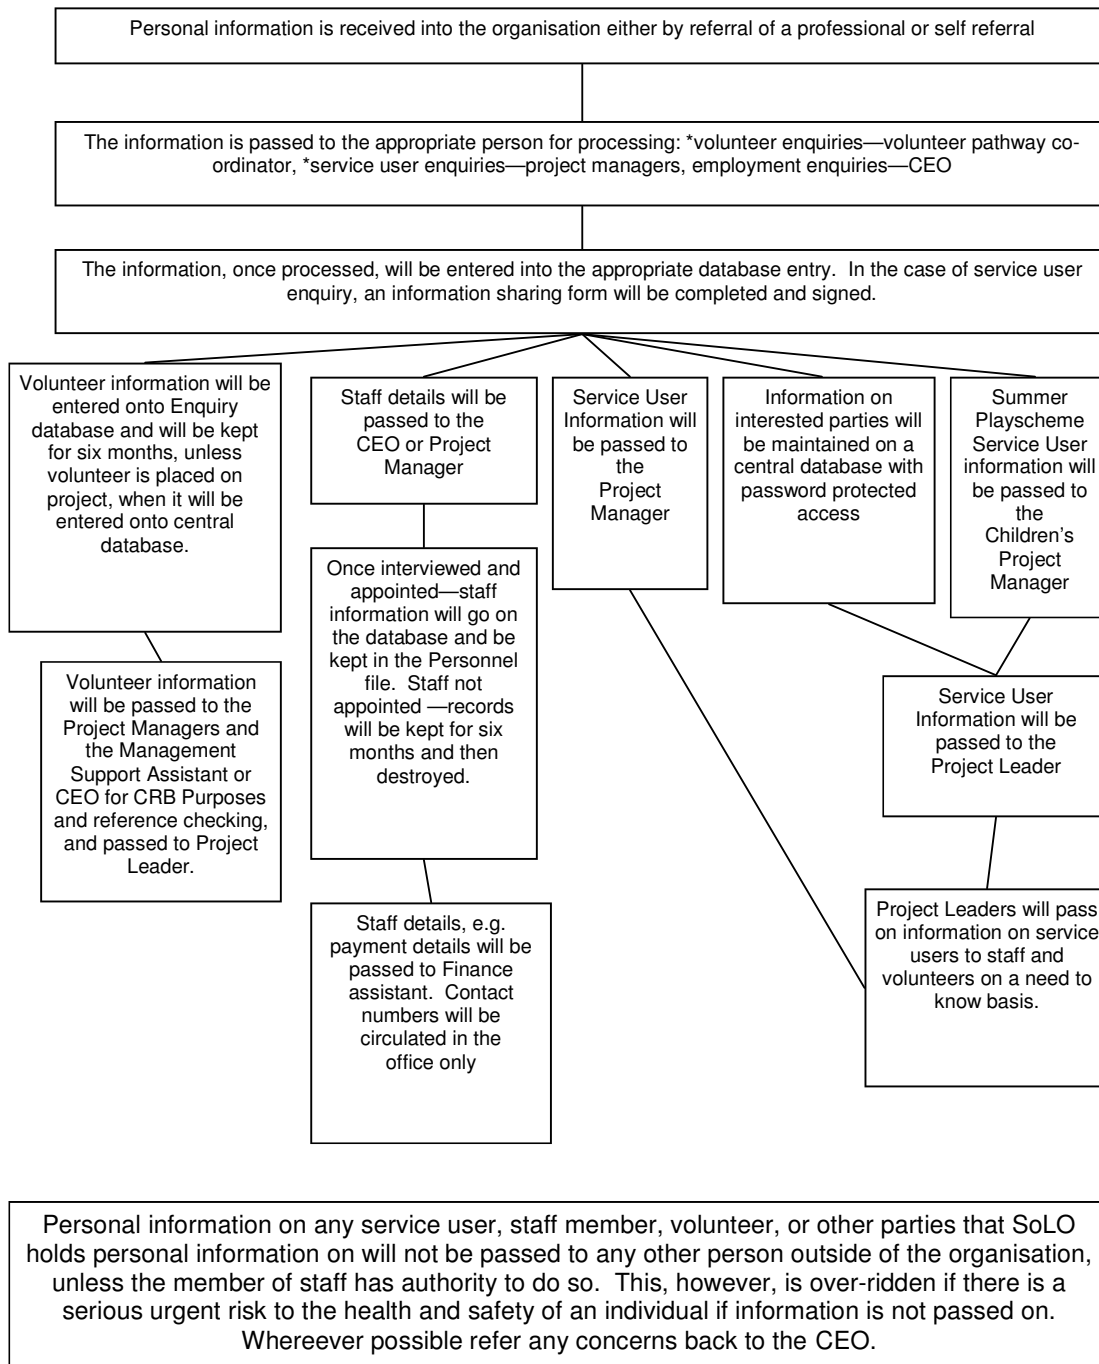 Personal information is received into the organisation either by referral of a professional or self referral
The information is passed to the appropriate person for processing: *volunteer enquiries—volunteer pathway co-
ordinator, *service user enquiries—project managers, employment enquiries—CEO
The information, once processed, will be entered into the appropriate database entry.  In the case of service user
enquiry, an information sharing form will be completed and signed.
Volunteer information will be
entered onto Enquiry
database and will be kept
for six months, unless
volunteer is placed on
project, when it will be
entered onto central
database.
Staff details will be
passed to the
CEO or Project
Manager
Service User
Information will
be passed to
the
Project
Manager
Information on
interested parties will
be maintained on a
central database with
password protected
access
Summer
Playscheme
Service User
information will
be passed to
the
Children's
Project
Manager
Once interviewed and
appointed—staff
information will go on
the database and be
kept in the Personnel
file.  Staff not
appointed —records
will be kept for six
months and then
destroyed.
Volunteer information
will be passed to the
Project Managers and
the Management
Support Assistant or
CEO for CRB Purposes
and reference checking,
and passed to Project
Leader.
Service User
Information will be
passed to the
Project Leader
Staff details, e.g.
payment details will be
passed to Finance
assistant.  Contact
numbers will be
circulated in the
office only
Project Leaders will pass
on information on service
users to staff and
volunteers on a need to
know basis.
Personal information on any service user, staff member, volunteer, or other parties that SoLO
holds personal information on will not be passed to any other person outside of the organisation,
unless the member of staff has authority to do so.  This, however, is over-ridden if there is a
serious urgent risk to the health and safety of an individual if information is not passed on.
Whereever possible refer any concerns back to the CEO.